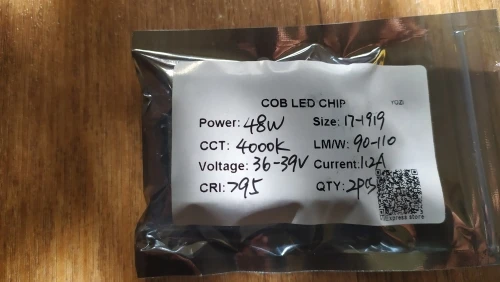 COB LED CHIP
Power: 48W Size: 17-1919
CCT: 4000K LM/W: 90-110
Voltage: 36-39V Current: 1.2A
CRI: >95 QTY: 2pcs